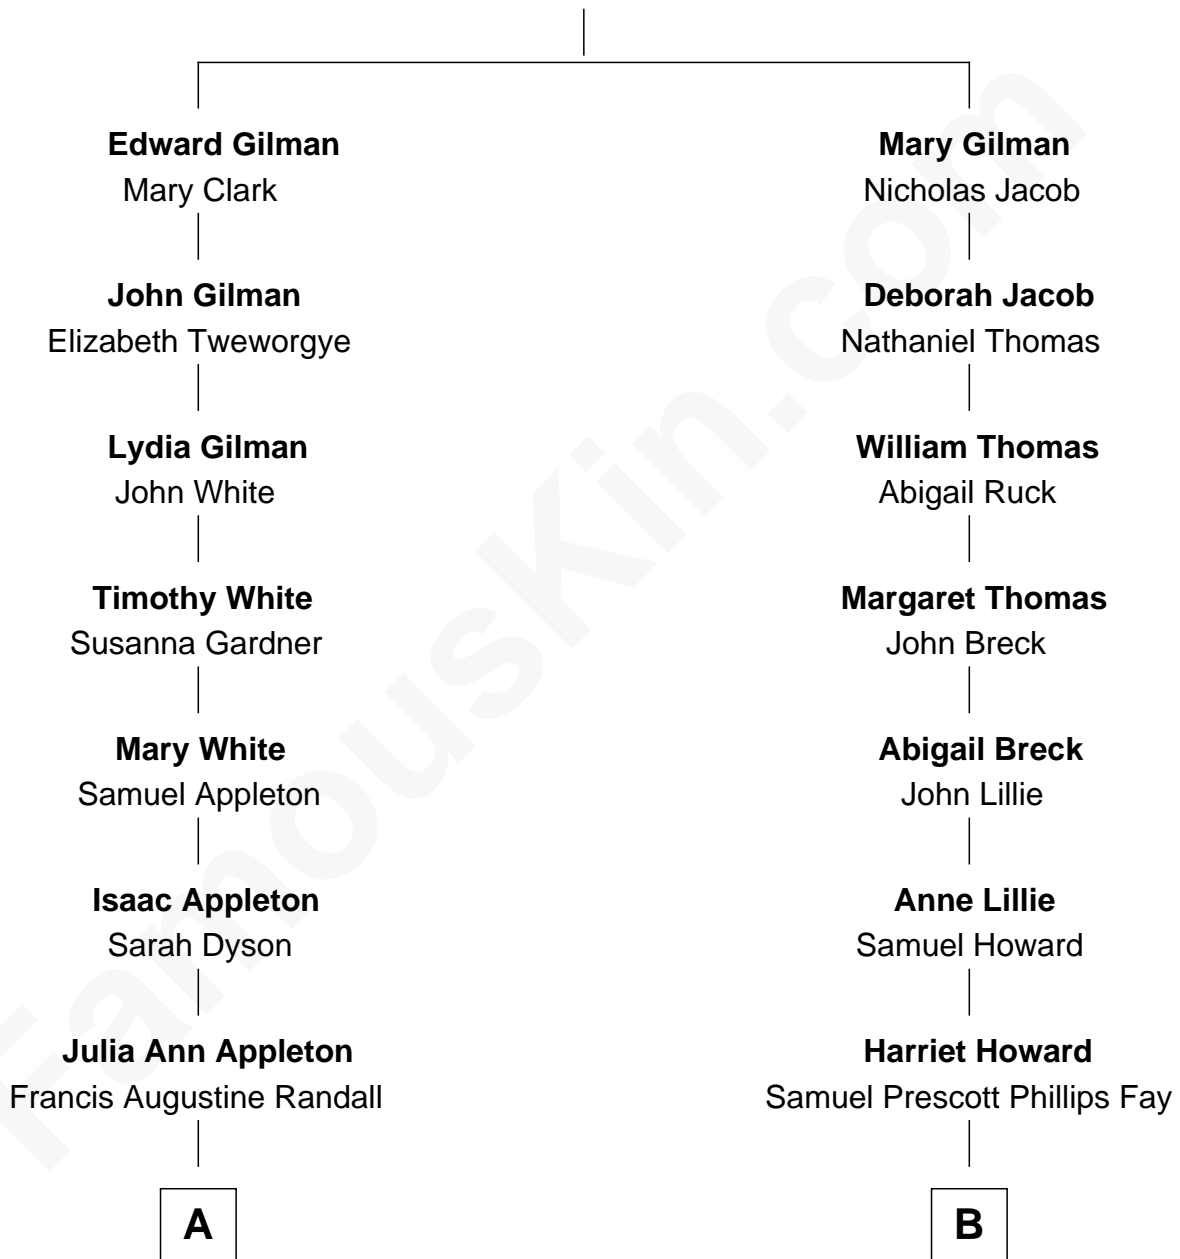 Edward Gilman
Mary Clark
John Gilman
Elizabeth Tweworgye
Lydia Gilman
John White
Timothy White
Susanna Gardner
Mary White
Samuel Appleton
Isaac Appleton
Sarah Dyson
Julia Ann Appleton
Francis Augustine Randall
A
Mary Gilman
Nicholas Jacob
Deborah Jacob
Nathaniel Thomas
William Thomas
Abigail Ruck
Margaret Thomas
John Breck
Abigail Breck
John Lillie
Anne Lillie
Samuel Howard
Harriet Howard
Samuel Prescott Phillips Fay
B
FamousKin.com